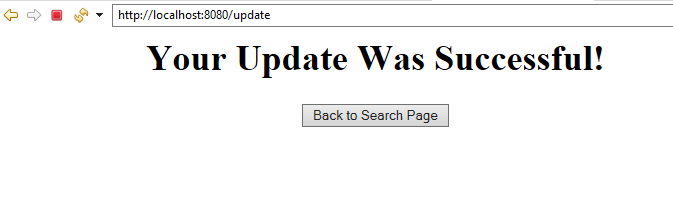 http://localhost:8080/update
Your Update Was Successful!
Back to Search Page